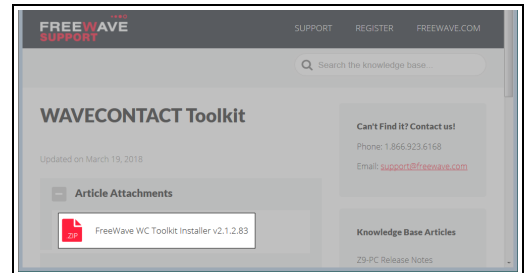 FREEWAVE
SUPPORT
SUPPORT REGISTER FREEWAVE.COM
Search the knowledge base...
WAVECONTACT Toolkit
Updated on March 19, 2018
Article Attachments
ZIP FreeWave WC Toolkit Installer v2.1.2.83
Can't Find it? Contact us!
Phone: 1.866.923.6168
Email: support@freewave.com
Knowledge Base Articles
Z9-PC Release Notes